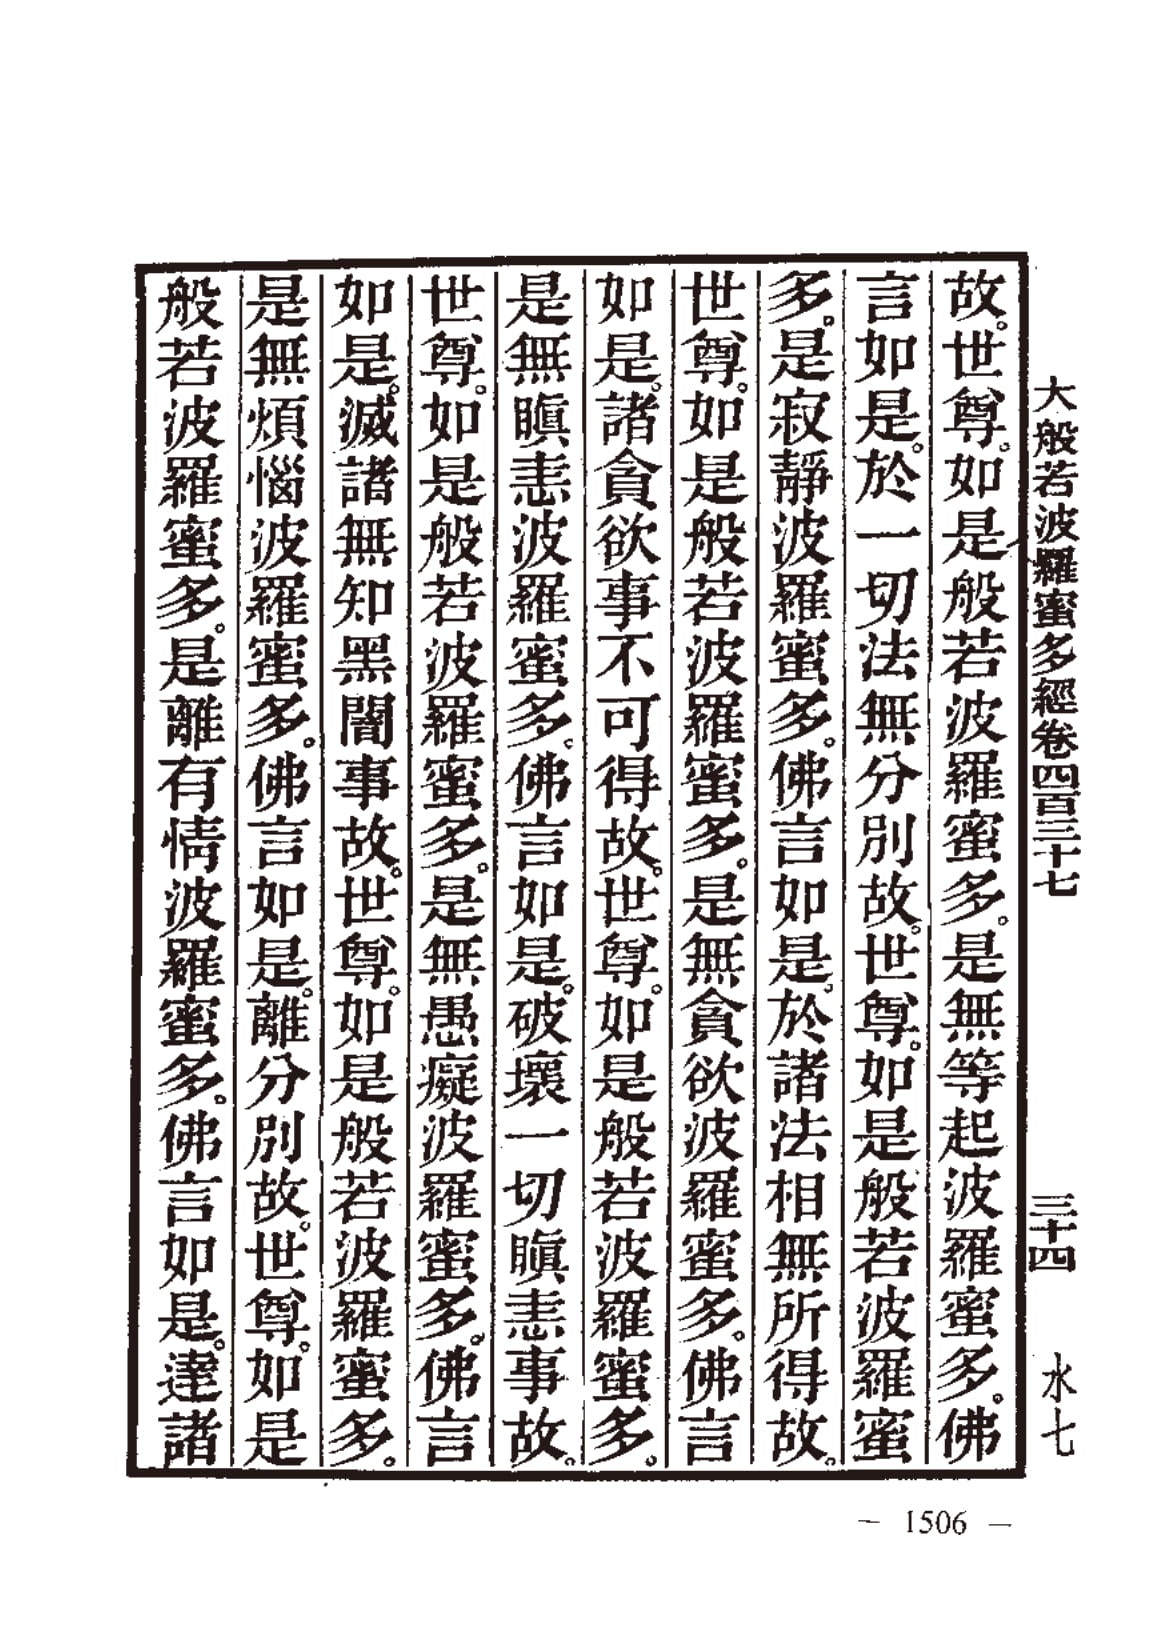 大般若波羅蜜多經卷四百三十七　三十四　水七
故。世尊。如是般若波羅蜜多。是無等起波羅蜜多。佛
言如是。於一切法無分別故。世尊。如是般若波羅蜜
多。是寂靜波羅蜜多。佛言如是。於諸法相無所得故。
世尊。如是般若波羅蜜多。是無貪欲波羅蜜多。佛言
如是。諸貪欲事不可得故。世尊。如是般若波羅蜜多。
是無瞋恚波羅蜜多。佛言如是。破壞一切瞋恚事故。
世尊。如是般若波羅蜜多。是無愚癡波羅蜜多。佛言
如是。滅諸無知黑闇事故。世尊。如是般若波羅蜜多。
是無煩惱波羅蜜多。佛言如是。離分別故。世尊。如是
般若波羅蜜多。是離有情波羅蜜多。佛言如是。達諸
— 1506 —